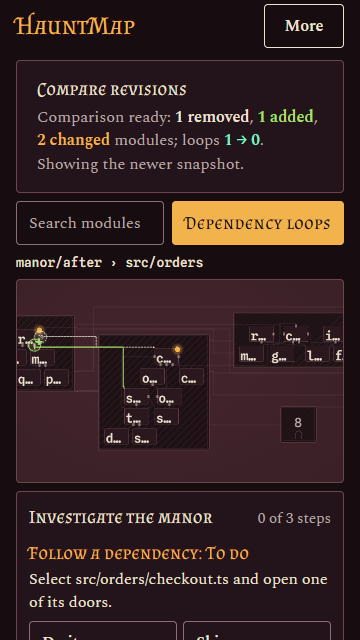 HauntMap
More
Compare revisions
Comparison ready: 1 removed, 1 added,
2 changed modules; loops 1 → 0.
Showing the newer snapshot.
Search modules
Dependency loops
manor/after › src/orders
r… c… i…
m… g… l… f…
r…
m…
q… p…
c…
o… c…
s… o…
t… s…
d… s…
8
Investigate the manor
0 of 3 steps
Follow a dependency: To do
Select src/orders/checkout.ts and open one
of its doors.